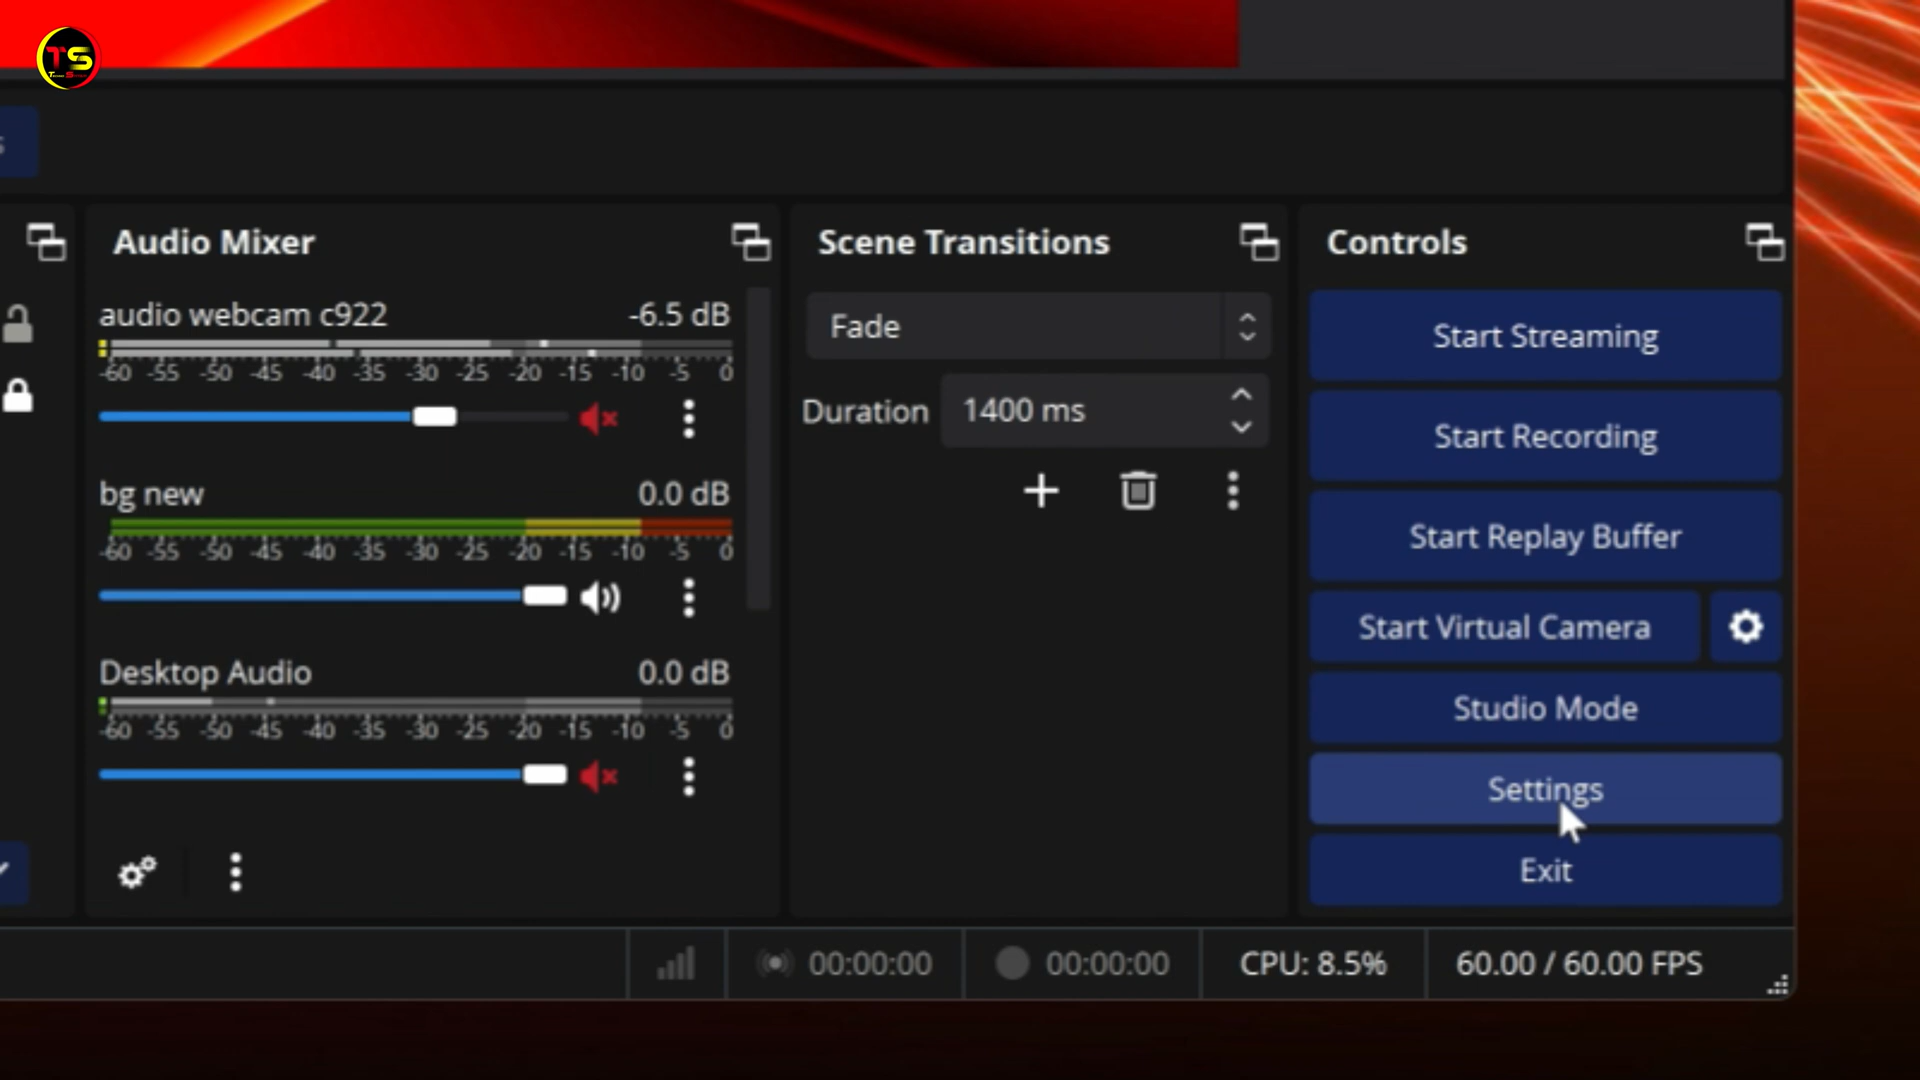 TS
Audio Mixer
Scene Transitions
Controls
audio webcam c922 -6.5 dB
-60 -55 -50 -45 -40 -35 -30 -25 -20 -15 -10 -5 0
bg new 0.0 dB
-60 -55 -50 -45 -40 -35 -30 -25 -20 -15 -10 -5 0
Desktop Audio 0.0 dB
-60 -55 -50 -45 -40 -35 -30 -25 -20 -15 -10 -5 0
Fade
Duration 1400 ms
Start Streaming
Start Recording
Start Replay Buffer
Start Virtual Camera
Studio Mode
Settings
Exit
00:00:00 00:00:00 CPU: 8.5% 60.00 / 60.00 FPS